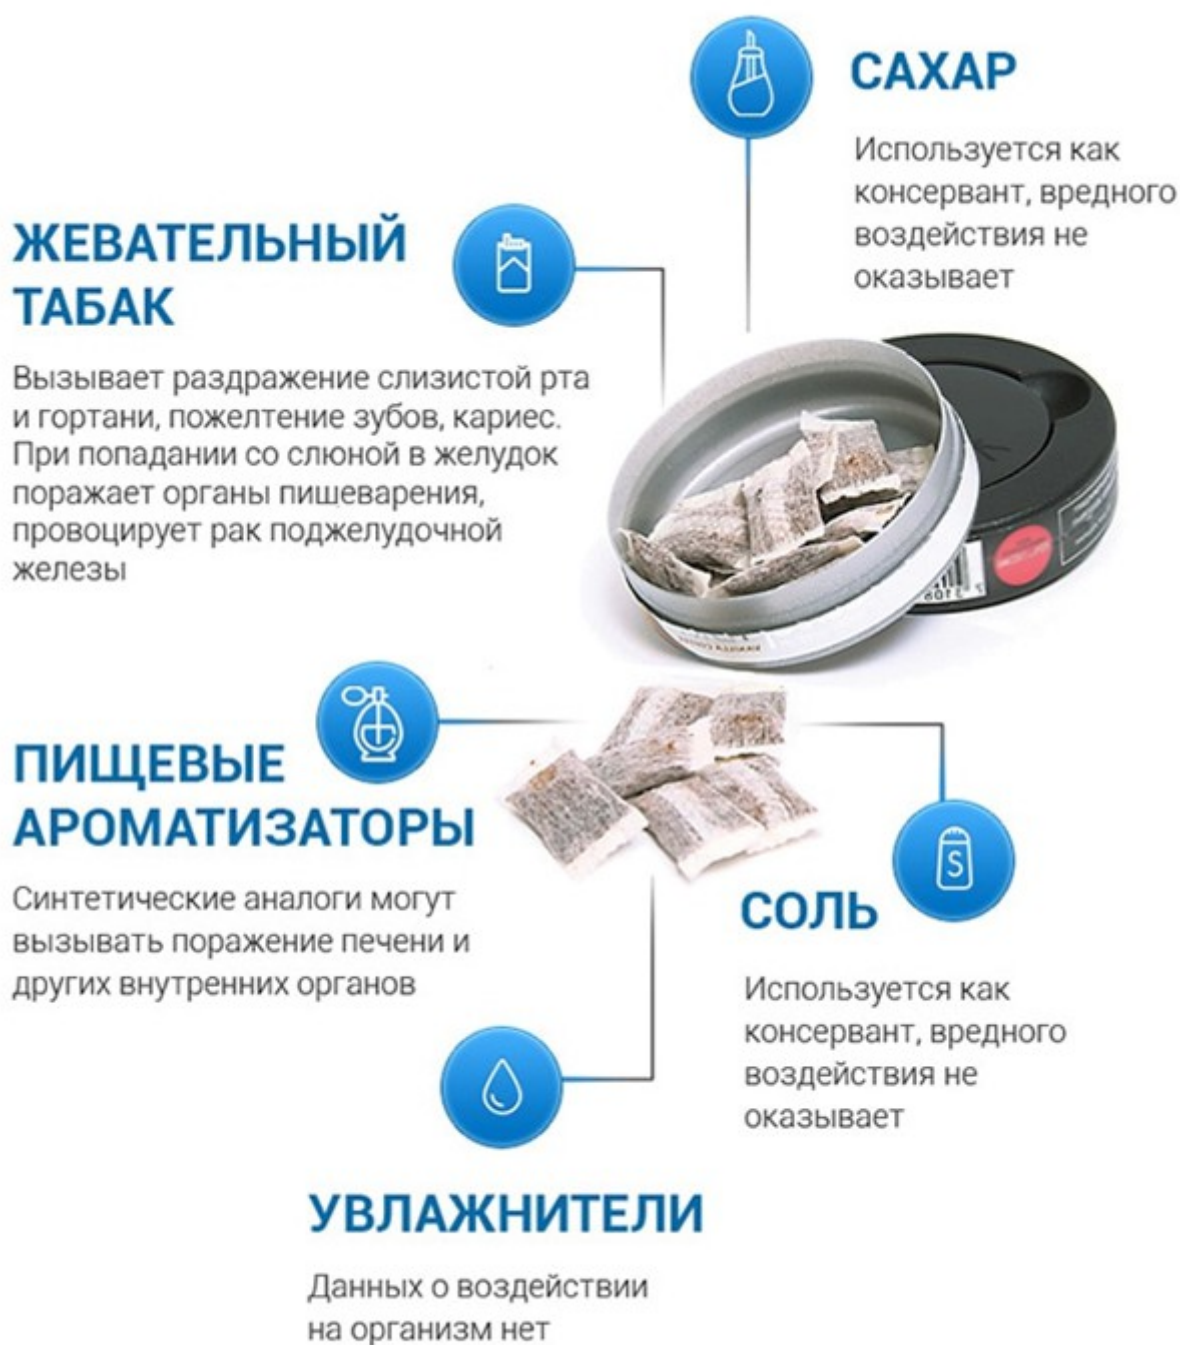 САХАР
Используется как
консервант, вредного
воздействия не
оказывает
ЖЕВАТЕЛЬНЫЙ
ТАБАК
Вызывает раздражение слизистой рта
и гортани, пожелтение зубов, кариес.
При попадании со слюной в желудок
поражает органы пишеварения,
провоцирует рак поджелудочной
железы
ПИЩЕВЫЕ
АРОМАТИЗАТОРЫ
Синтетические аналоги могут
вызывать поражение печени и
других внутренних органов
S
СОЛЬ
Используется как
консервант, вредного
воздействия не
оказывает
УВЛАЖНИТЕЛИ
Данных о воздействии
на организм нет